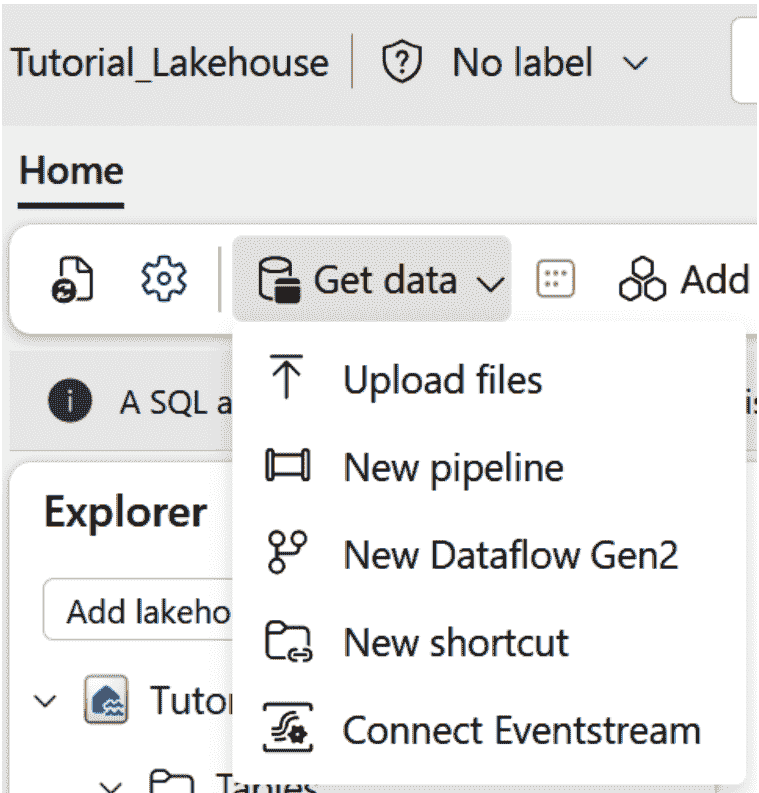 Tutorial_Lakehouse No label
Home
Get data Add
Upload files
A SQL a
New pipeline
Explorer
New Dataflow Gen2
Add lakeho
New shortcut
Tutor
Connect Eventstream
Tables